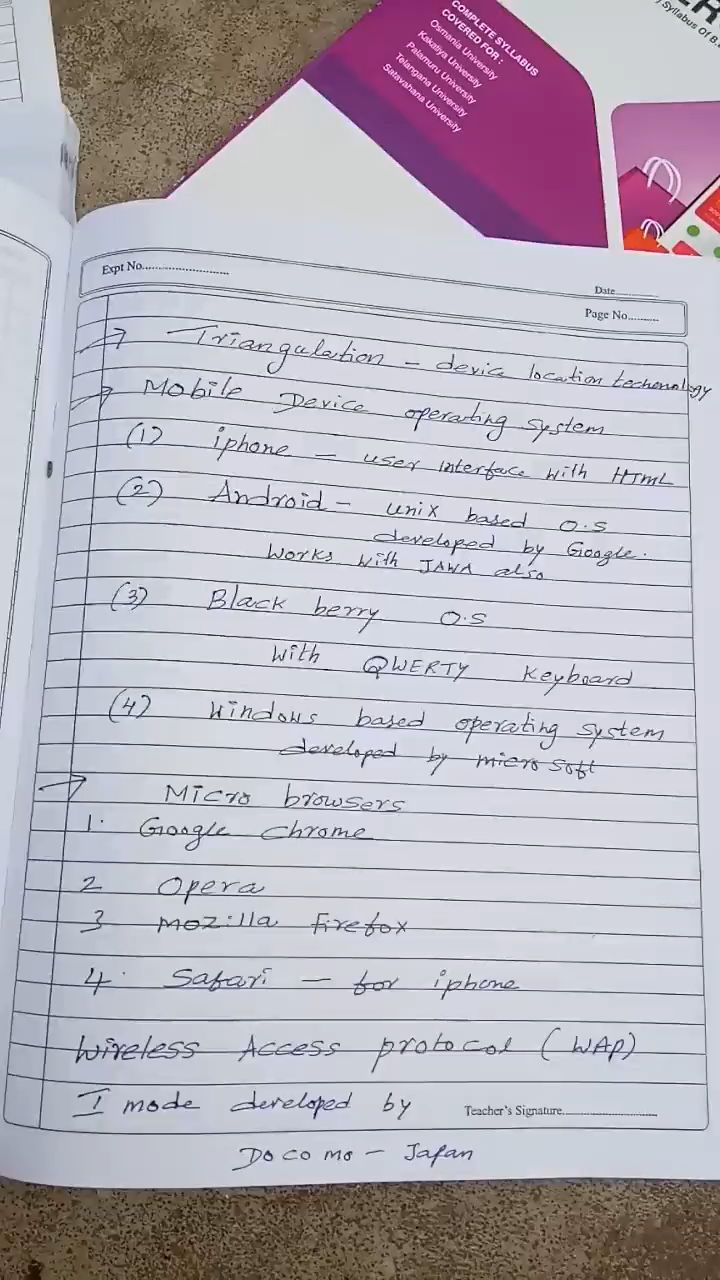 COMPLETE SYLLABUS
COVERED FOR :
Osmania University
Kakatiya University
Palamuru University
Telangana University
Satavahana University
Syllabus Of B.
Expt No.
Date
Page No.
→ Triangulation - device location techonology
→ Mobile Device operating system
(1) iphone - user interface with HTML
(2) Android - unix based O.S
developed by Google.
works with JAWA also
(3) Black berry O.S
with QWERTY Keyboard
(4) Windows based operating system
developed by micro soft
→ Micro browsers
1. Google Chrome
2 Opera
3 Mozilla Firefox
4. Safari - for iphone
Wireless Access protocol (WAP)
I mode developed by
Teacher's Signature
Do co mo - Japan